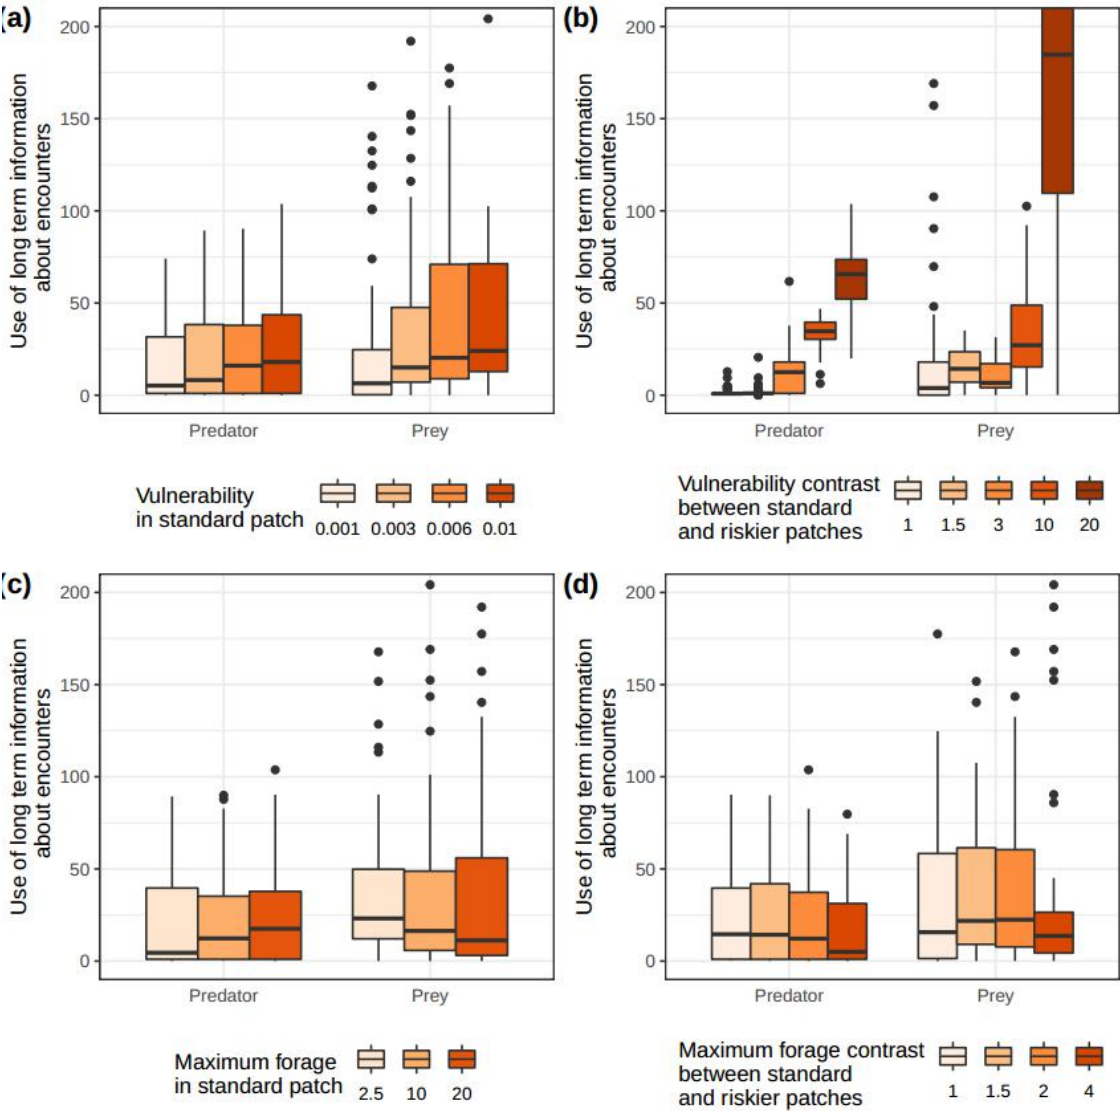 (a)
Use of long term information
about encounters
200
150
100
50
0
Predator
Prey
Vulnerability
in standard patch
0.001
0.003
0.006
0.01
(b)
Use of long term information
about encounters
200
150
100
50
0
Predator
Prey
Vulnerability contrast
between standard
and riskier patches
1
1.5
3
10
20
(c)
Use of long term information
about encounters
200
150
100
50
0
Predator
Prey
Maximum forage
in standard patch
2.5
10
20
(d)
Use of long term information
about encounters
200
150
100
50
0
Predator
Prey
Maximum forage contrast
between standard
and riskier patches
1
1.5
2
4